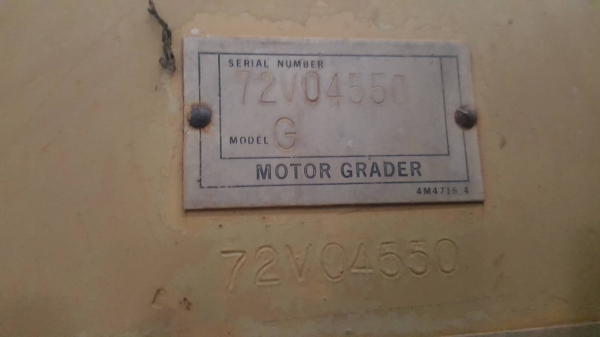 SERIAL NUMBER
72V04550
MODEL G
MOTOR GRADER
4M4716 4
72V04550